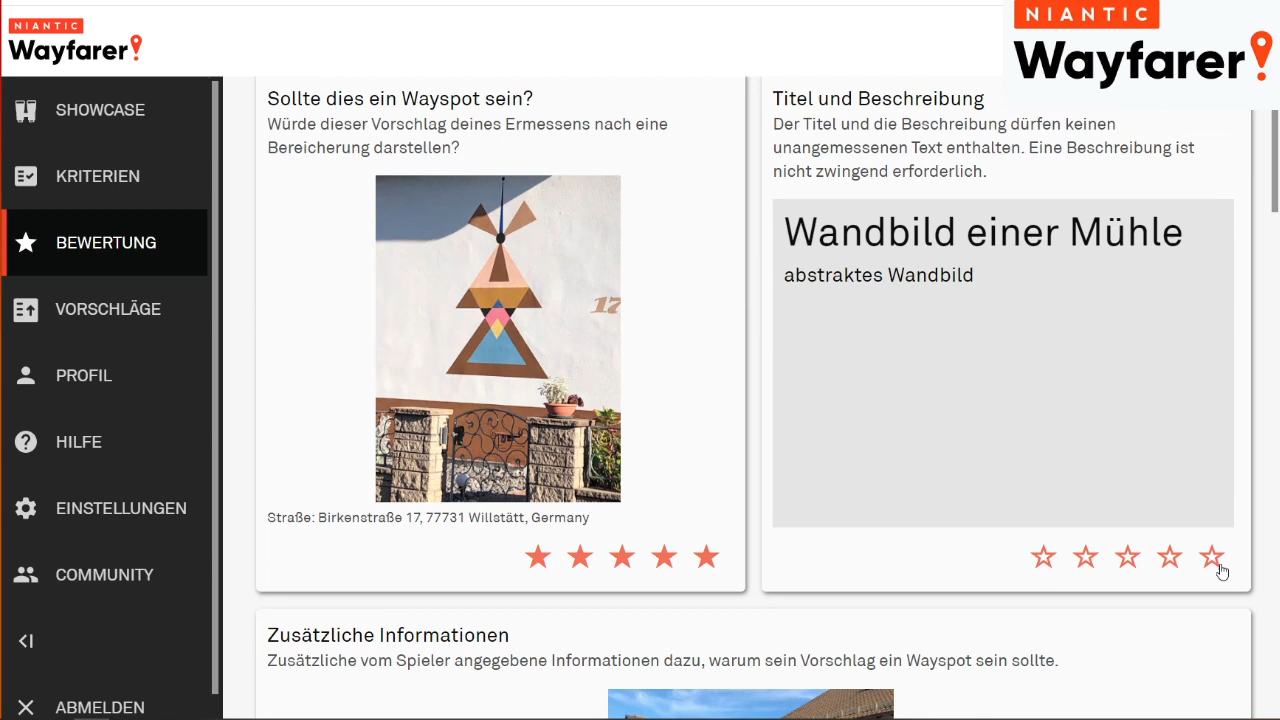 NIANTIC
Wayfarer
NIANTIC
Wayfarer
SHOWCASE
KRITERIEN
BEWERTUNG
VORSCHLÄGE
PROFIL
HILFE
EINSTELLUNGEN
COMMUNITY
ABMELDEN
Sollte dies ein Wayspot sein?
Würde dieser Vorschlag deines Ermessens nach eine
Bereicherung darstellen?
17
Straße: Birkenstraße 17, 77731 Willstätt, Germany
Titel und Beschreibung
Der Titel und die Beschreibung dürfen keinen
unangemessenen Text enthalten. Eine Beschreibung ist
nicht zwingend erforderlich.
Wandbild einer Mühle
abstraktes Wandbild
Zusätzliche Informationen
Zusätzliche vom Spieler angegebene Informationen dazu, warum sein Vorschlag ein Wayspot sein sollte.